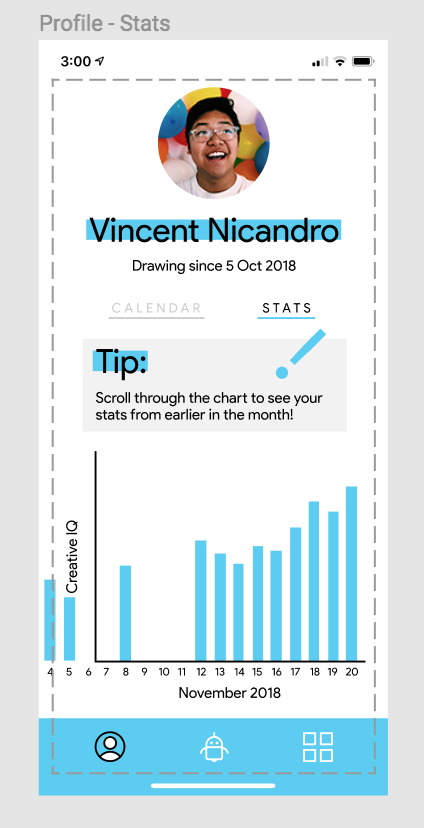 Profile - Stats
3:00
Vincent Nicandro
Drawing since 5 Oct 2018
CALENDAR STATS
Tip:
Scroll through the chart to see your
stats from earlier in the month!
Creative IQ
4 5 6 7 8 9 10 11 12 13 14 15 16 17 18 19 20
November 2018